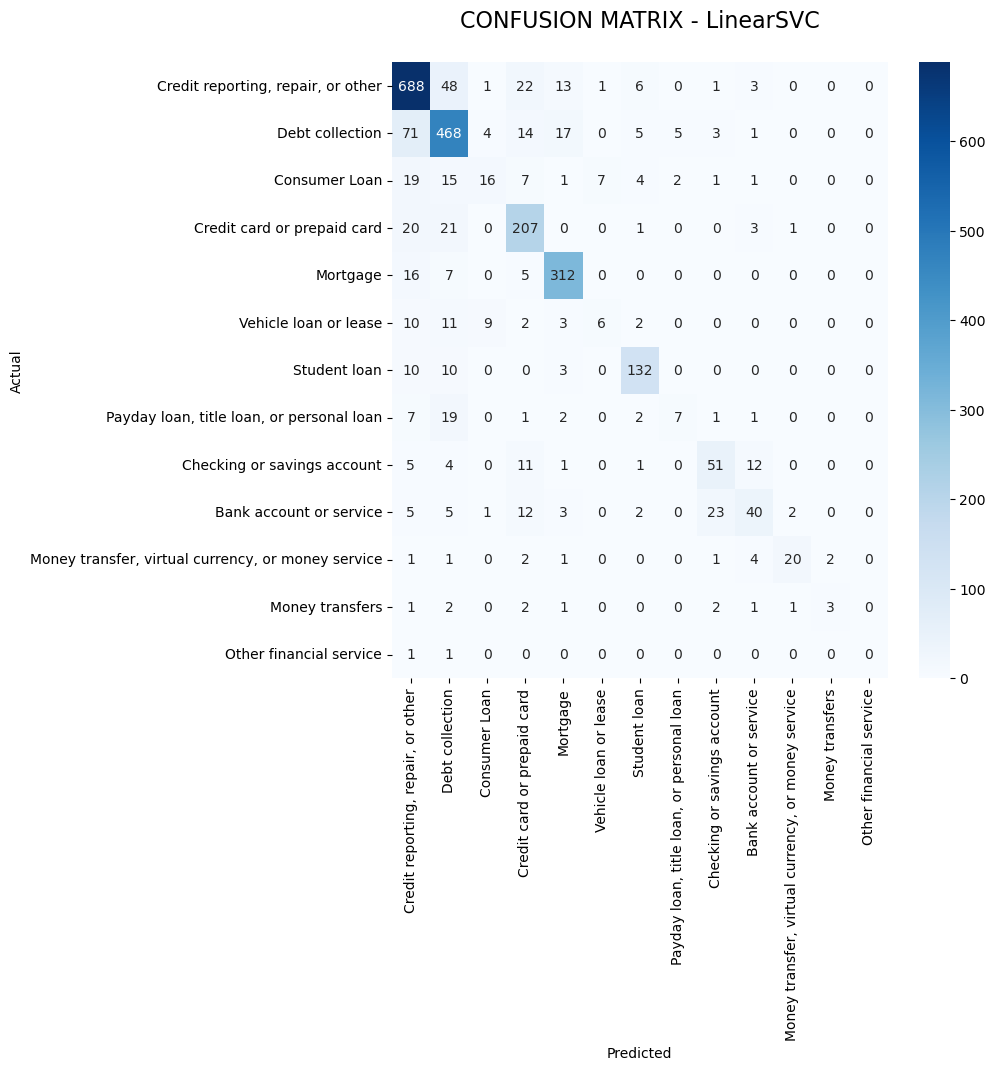 CONFUSION MATRIX - LinearSVC
Credit reporting, repair, or other 688 48 1 22 13 1 6 0 1 3 0 0 0
Debt collection 71 468 4 14 17 0 5 5 3 1 0 0 0
Consumer Loan 19 15 16 7 1 7 4 2 1 1 0 0 0
Credit card or prepaid card 20 21 0 207 0 0 1 0 0 3 1 0 0
Mortgage 16 7 0 5 312 0 0 0 0 0 0 0 0
Vehicle loan or lease 10 11 9 2 3 6 2 0 0 0 0 0 0
Student loan 10 10 0 0 3 0 132 0 0 0 0 0 0
Payday loan, title loan, or personal loan 7 19 0 1 2 0 2 7 1 1 0 0 0
Checking or savings account 5 4 0 11 1 0 1 0 51 12 0 0 0
Bank account or service 5 5 1 12 3 0 2 0 23 40 2 0 0
Money transfer, virtual currency, or money service 1 1 0 2 1 0 0 0 1 4 20 2 0
Money transfers 1 2 0 2 1 0 0 0 2 1 1 3 0
Other financial service 1 1 0 0 0 0 0 0 0 0 0 0 0
Actual
Credit reporting, repair, or other
Debt collection
Consumer Loan
Credit card or prepaid card
Mortgage
Vehicle loan or lease
Student loan
Payday loan, title loan, or personal loan
Checking or savings account
Bank account or service
Money transfer, virtual currency, or money service
Money transfers
Other financial service
Predicted
600
500
400
300
200
100
0